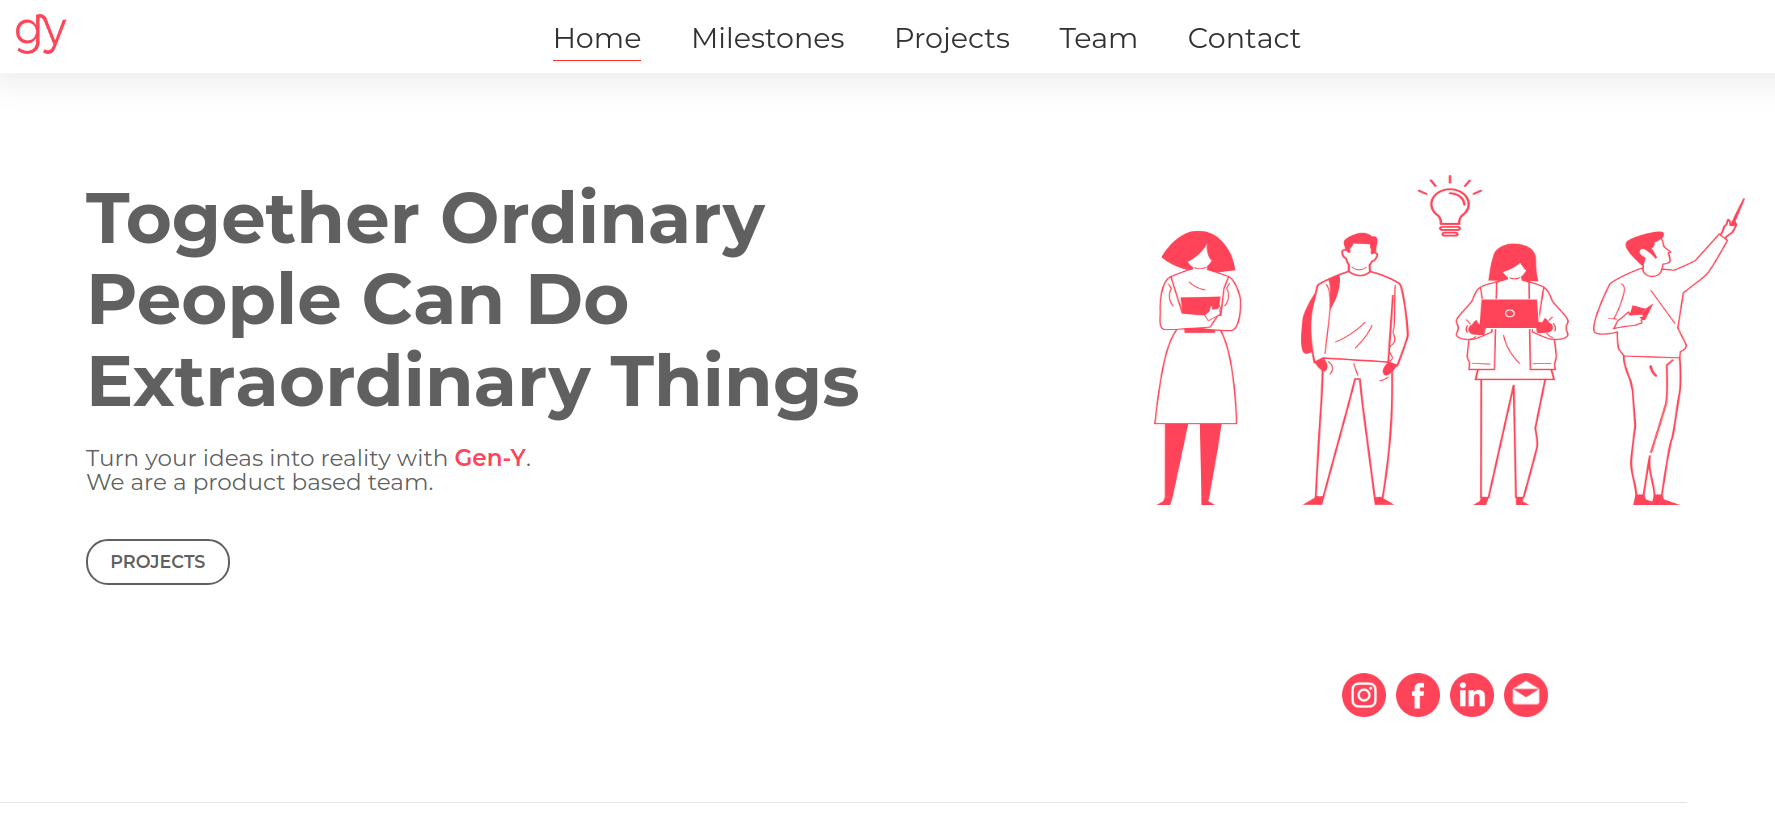 gy
Home Milestones Projects Team Contact
Together Ordinary
People Can Do
Extraordinary Things
Turn your ideas into reality with Gen-Y.
We are a product based team.
PROJECTS
f in